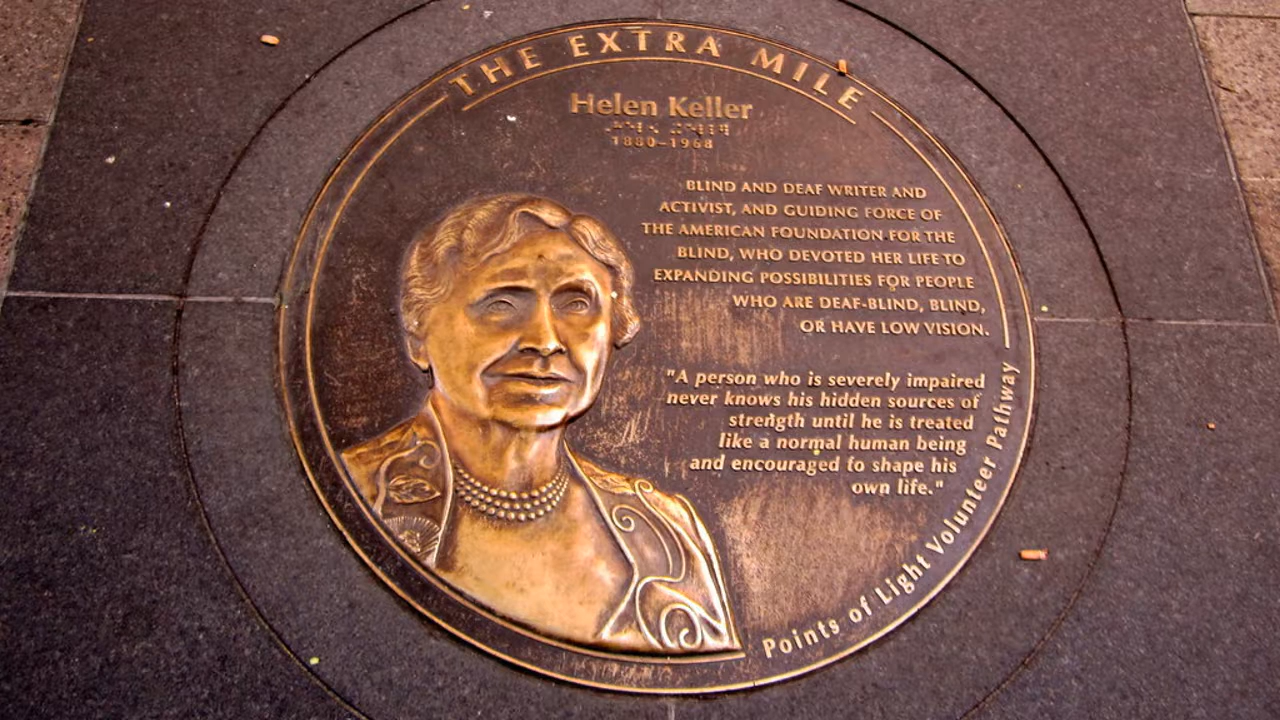 THE EXTRA MILE
Helen Keller
1880–1968
BLIND AND DEAF WRITER AND
ACTIVIST, AND GUIDING FORCE OF
THE AMERICAN FOUNDATION FOR THE
BLIND, WHO DEVOTED HER LIFE TO
EXPANDING POSSIBILITIES FOR PEOPLE
WHO ARE DEAF-BLIND, BLIND,
OR HAVE LOW VISION.
"A person who is severely impaired
never knows his hidden sources of
strength until he is treated
like a normal human being
and encouraged to shape his
own life."
Points of Light Volunteer Pathway